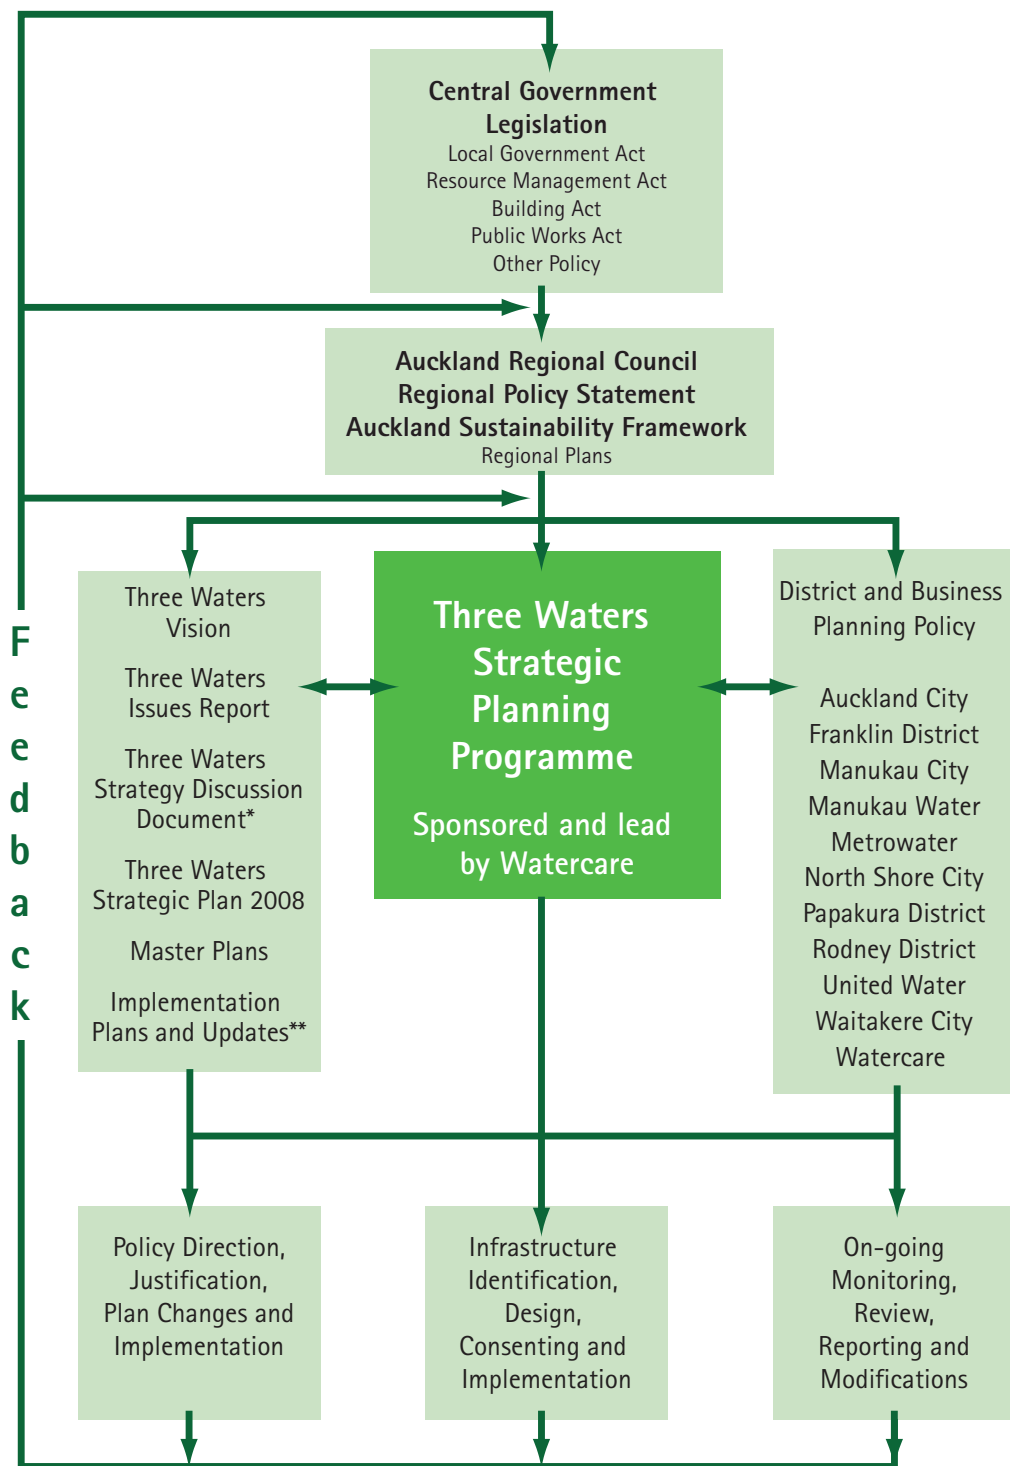 Central Government
Legislation
Local Government Act
Resource Management Act
Building Act
Public Works Act
Other Policy
Auckland Regional Council
Regional Policy Statement
Auckland Sustainability Framework
Regional Plans
Feedback
Three Waters
Vision
Three Waters
Issues Report
Three Waters
Strategy Discussion
Document*
Three Waters
Strategic Plan 2008
Master Plans
Implementation
Plans and Updates**
Three Waters
Strategic
Planning
Programme
Sponsored and lead
by Watercare
District and Business
Planning Policy
Auckland City
Franklin District
Manukau City
Manukau Water
Metrowater
North Shore City
Papakura District
Rodney District
United Water
Waitakere City
Watercare
Policy Direction,
Justification,
Plan Changes and
Implementation
Infrastructure
Identification,
Design,
Consenting and
Implementation
On-going
Monitoring,
Review,
Reporting and
Modifications